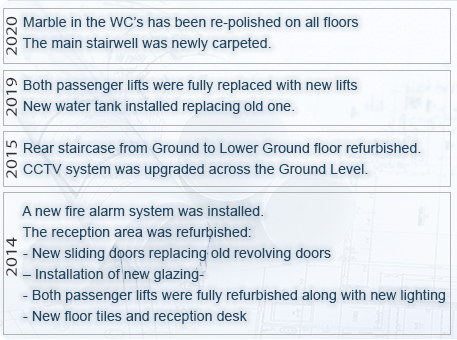 2020
Marble in the WC's has been re-polished on all floors
The main stairwell was newly carpeted.
2019
Both passenger lifts were fully replaced with new lifts
New water tank installed replacing old one.
2015
Rear staircase from Ground to Lower Ground floor refurbished.
CCTV system was upgraded across the Ground Level.
2014
A new fire alarm system was installed.
The reception area was refurbished:
- New sliding doors replacing old revolving doors
– Installation of new glazing-
- Both passenger lifts were fully refurbished along with new lighting
- New floor tiles and reception desk